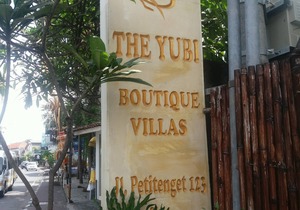 THE YUBI
BOUTIQUE
VILLAS
Jl. Petitenget 123